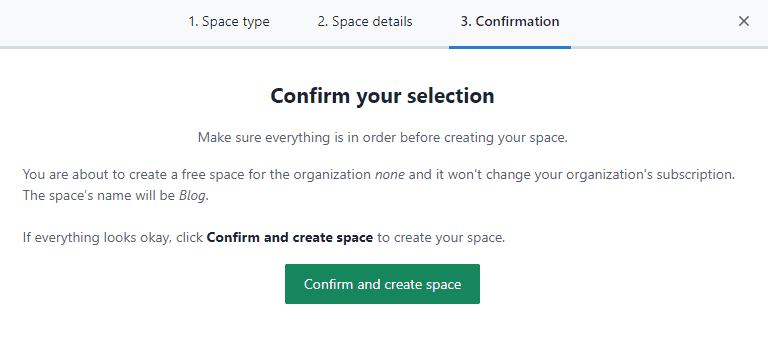 1. Space type 2. Space details 3. Confirmation
Confirm your selection
Make sure everything is in order before creating your space.
You are about to create a free space for the organization none and it won't change your organization's subscription.
The space's name will be Blog.
If everything looks okay, click Confirm and create space to create your space.
Confirm and create space